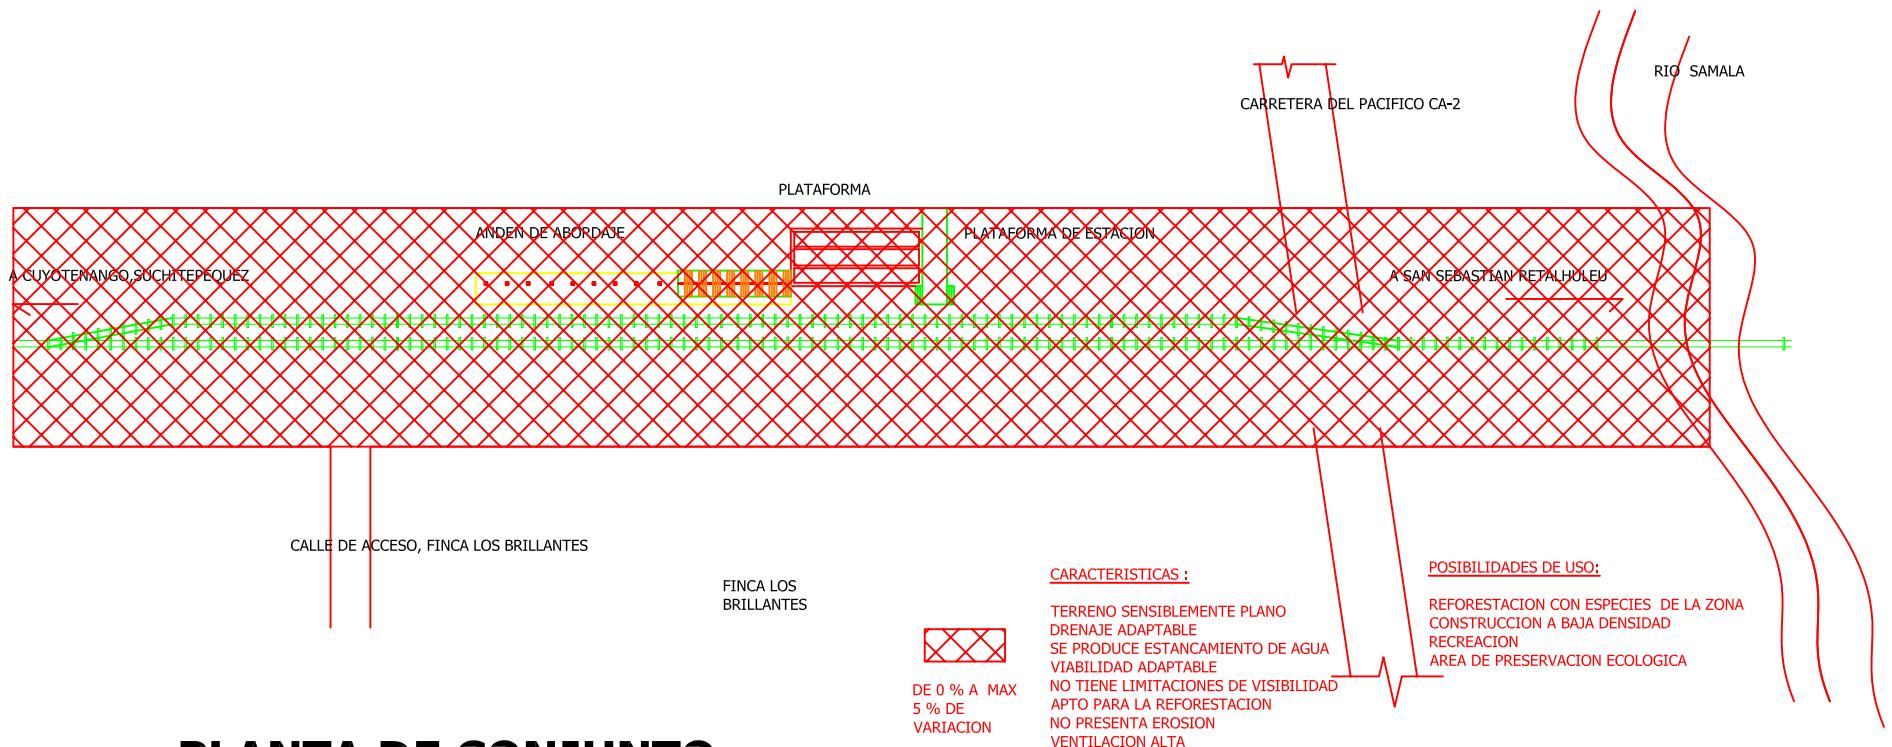 RIO  SAMALA
CARRETERA DEL PACIFICO CA-2
PLATAFORMA
ANDEN DE ABORDAJE
PLATAFORMA DE ESTACION
A CUYOTENANGO,SUCHITEPEQUEZ
A SAN SEBASTIAN RETALHULEU
CALLE DE ACCESO, FINCA LOS BRILLANTES
FINCA LOS
BRILLANTES
DE 0 % A  MAX
5 % DE
VARIACION
CARACTERISTICAS :
TERRENO SENSIBLEMENTE PLANO
DRENAJE ADAPTABLE
SE PRODUCE ESTANCAMIENTO DE AGUA
VIABILIDAD ADAPTABLE
NO TIENE LIMITACIONES DE VISIBILIDAD
APTO PARA LA REFORESTACION
NO PRESENTA EROSION
VENTILACION ALTA
POSIBILIDADES DE USO:
REFORESTACION CON ESPECIES  DE LA ZONA
CONSTRUCCION A BAJA DENSIDAD
RECREACION
AREA DE PRESERVACION ECOLOGICA
PLANTA DE CONJUNTO